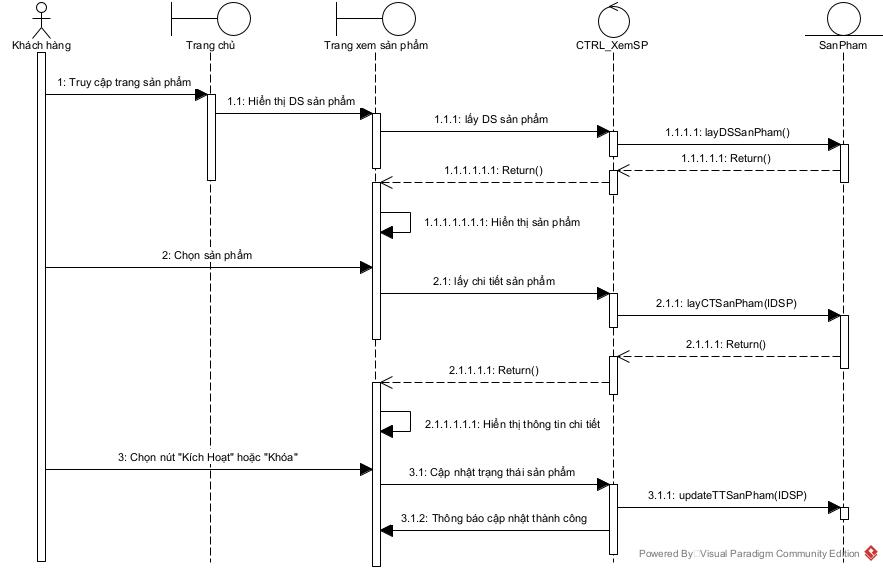 Khách hàng
Trang chủ
Trang xem sản phẩm
CTRL_XemSP
SanPham
1: Truy cập trang sản phẩm
1.1: Hiển thị DS sản phẩm
1.1.1: lấy DS sản phẩm
1.1.1.1: layDSSanPham()
1.1.1.1.1: Return()
1.1.1.1.1.1: Return()
1.1.1.1.1.1.1: Hiển thị sản phẩm
2: Chọn sản phẩm
2.1: lấy chi tiết sản phẩm
2.1.1: layCTSanPham(IDSP)
2.1.1.1: Return()
2.1.1.1.1: Return()
2.1.1.1.1.1: Hiển thị thông tin chi tiết
3: Chọn nút "Kích Hoạt" hoặc "Khóa"
3.1: Cập nhật trạng thái sản phẩm
3.1.1: updateTTSanPham(IDSP)
3.1.2: Thông báo cập nhật thành công
Powered By Visual Paradigm Community Edition